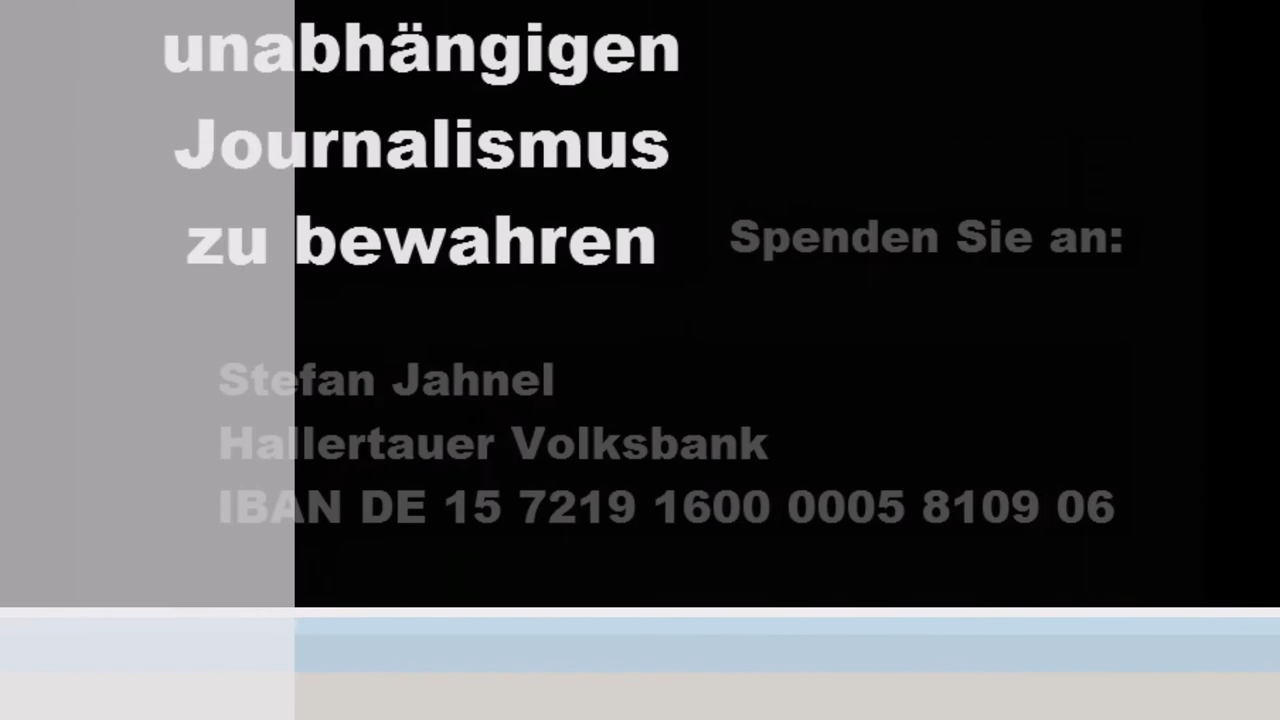 unabhängigen
Journalismus
zu bewahren
Spenden Sie an:
Stefan Jahnel
Hallertauer Volksbank
IBAN DE 15 7219 1600 0005 8109 06